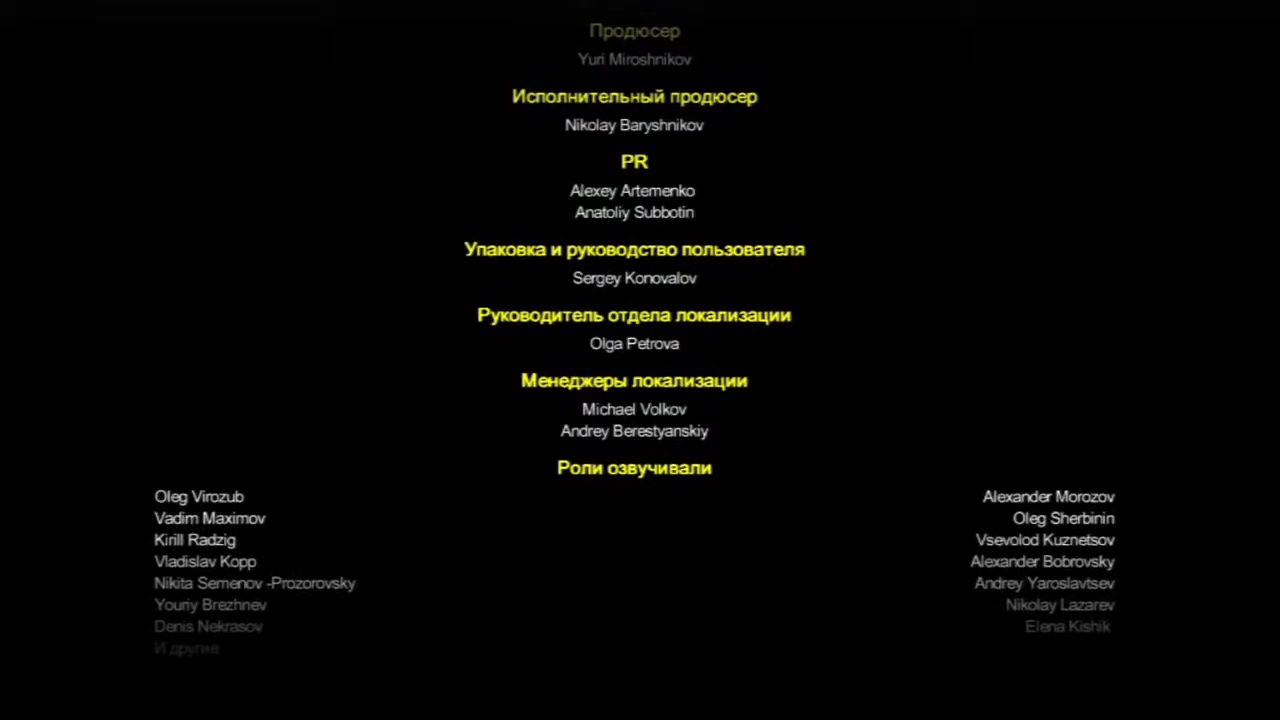 Продюсер
Yuri Miroshnikov
Исполнительный продюсер
Nikolay Baryshnikov
PR
Alexey Artemenko
Anatoliy Subbotin
Упаковка и руководство пользователя
Sergey Konovalov
Руководитель отдела локализации
Olga Petrova
Менеджеры локализации
Michael Volkov
Andrey Berestyanskiy
Роли озвучивали
Oleg Virozub Alexander Morozov
Vadim Maximov Oleg Sherbinin
Kirill Radzig Vsevolod Kuznetsov
Vladislav Kopp Alexander Bobrovsky
Nikita Semenov -Prozorovsky Andrey Yaroslavtsev
Youriy Brezhnev Nikolay Lazarev
Denis Nekrasov Elena Kishik
И другие